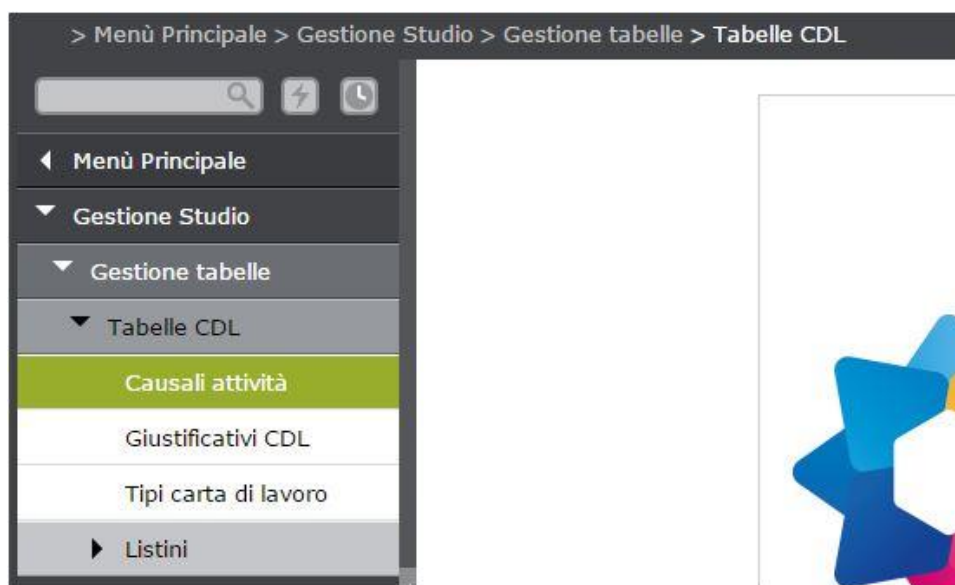 > Menù Principale > Gestione Studio > Gestione tabelle > Tabelle CDL
Menù Principale
Gestione Studio
Gestione tabelle
Tabelle CDL
Causali attività
Giustificativi CDL
Tipi carta di lavoro
Listini